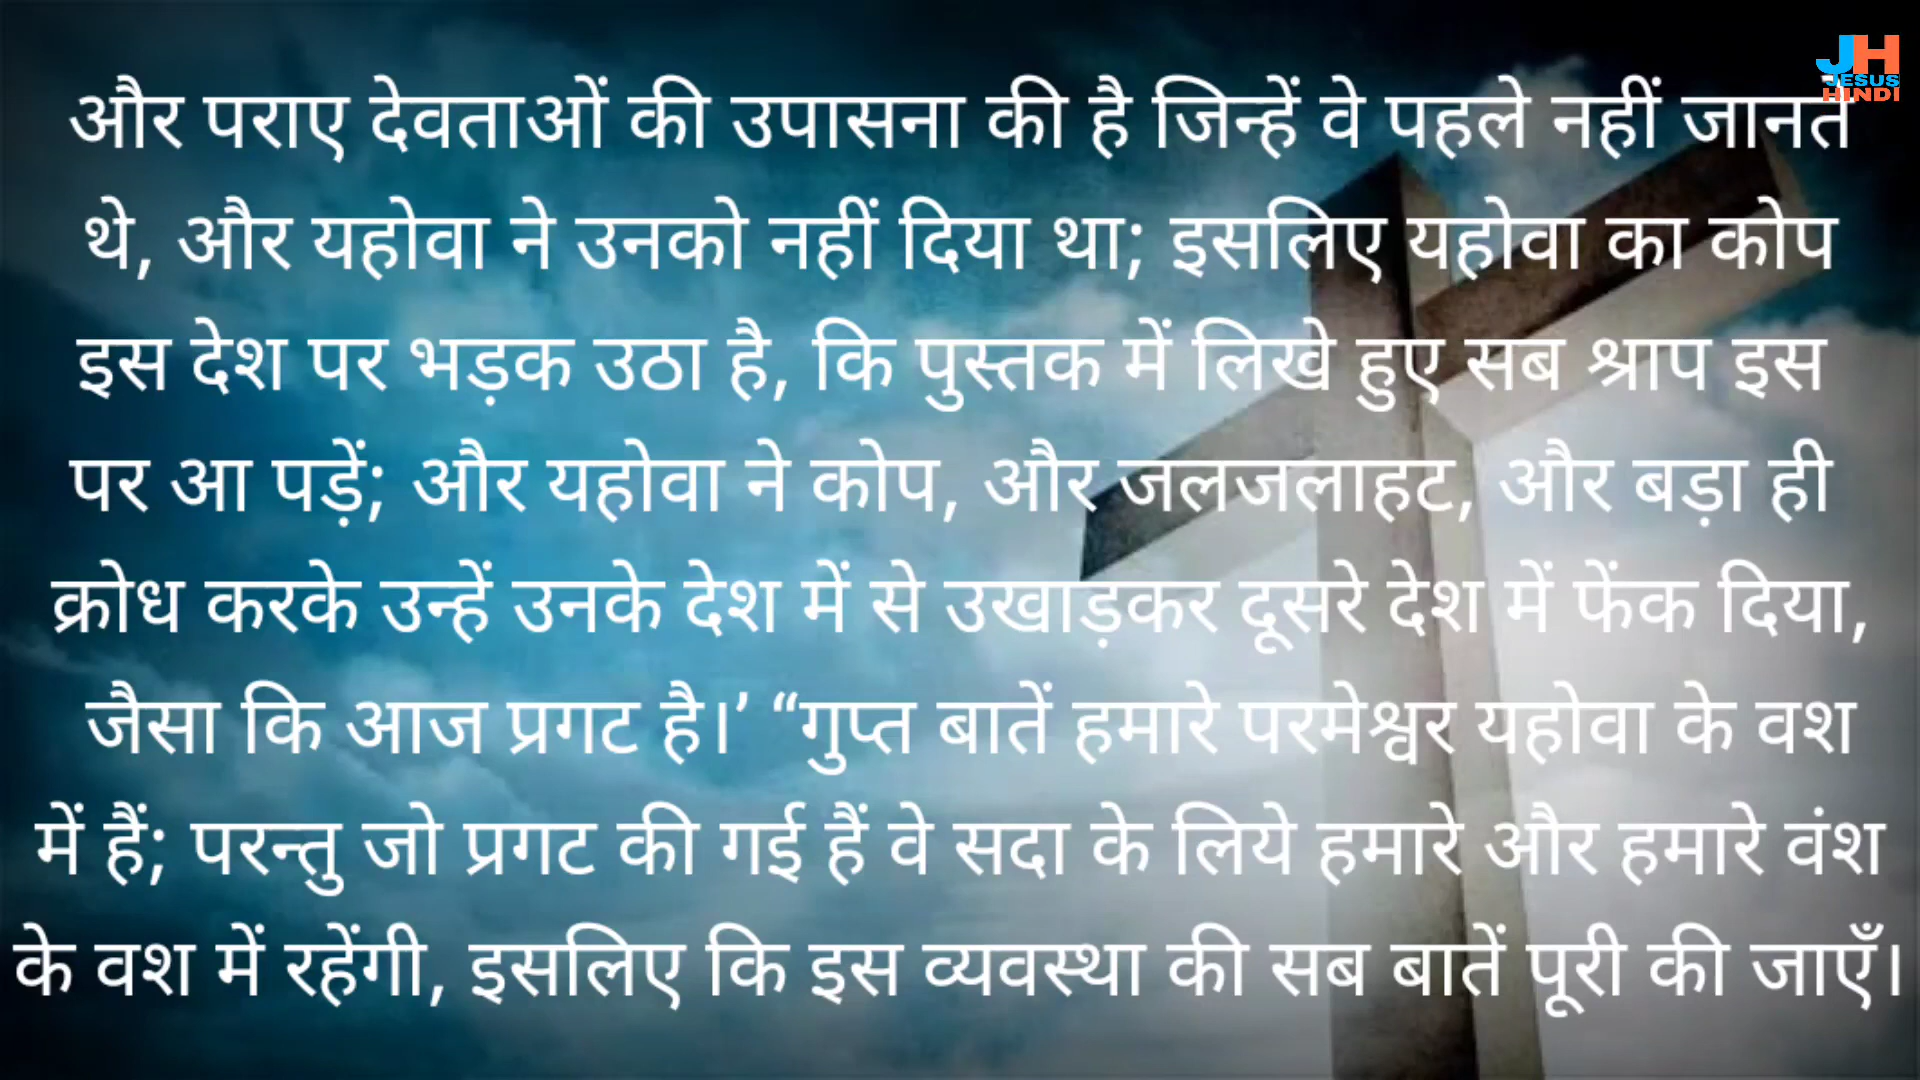 JH
JESUS
HINDI
और पराए देवताओं की उपासना की है जिन्हें वे पहले नहीं जानते
थे, और यहोवा ने उनको नहीं दिया था; इसलिए यहोवा का कोप
इस देश पर भड़क उठा है, कि पुस्तक में लिखे हुए सब श्राप इस
पर आ पड़ें; और यहोवा ने कोप, और जलजलाहट, और बड़ा ही
क्रोध करके उन्हें उनके देश में से उखाड़कर दूसरे देश में फेंक दिया,
जैसा कि आज प्रगट है।’ “गुप्त बातें हमारे परमेश्वर यहोवा के वश
में हैं; परन्तु जो प्रगट की गई हैं वे सदा के लिये हमारे और हमारे वंश
के वश में रहेंगी, इसलिए कि इस व्यवस्था की सब बातें पूरी की जाएँ।